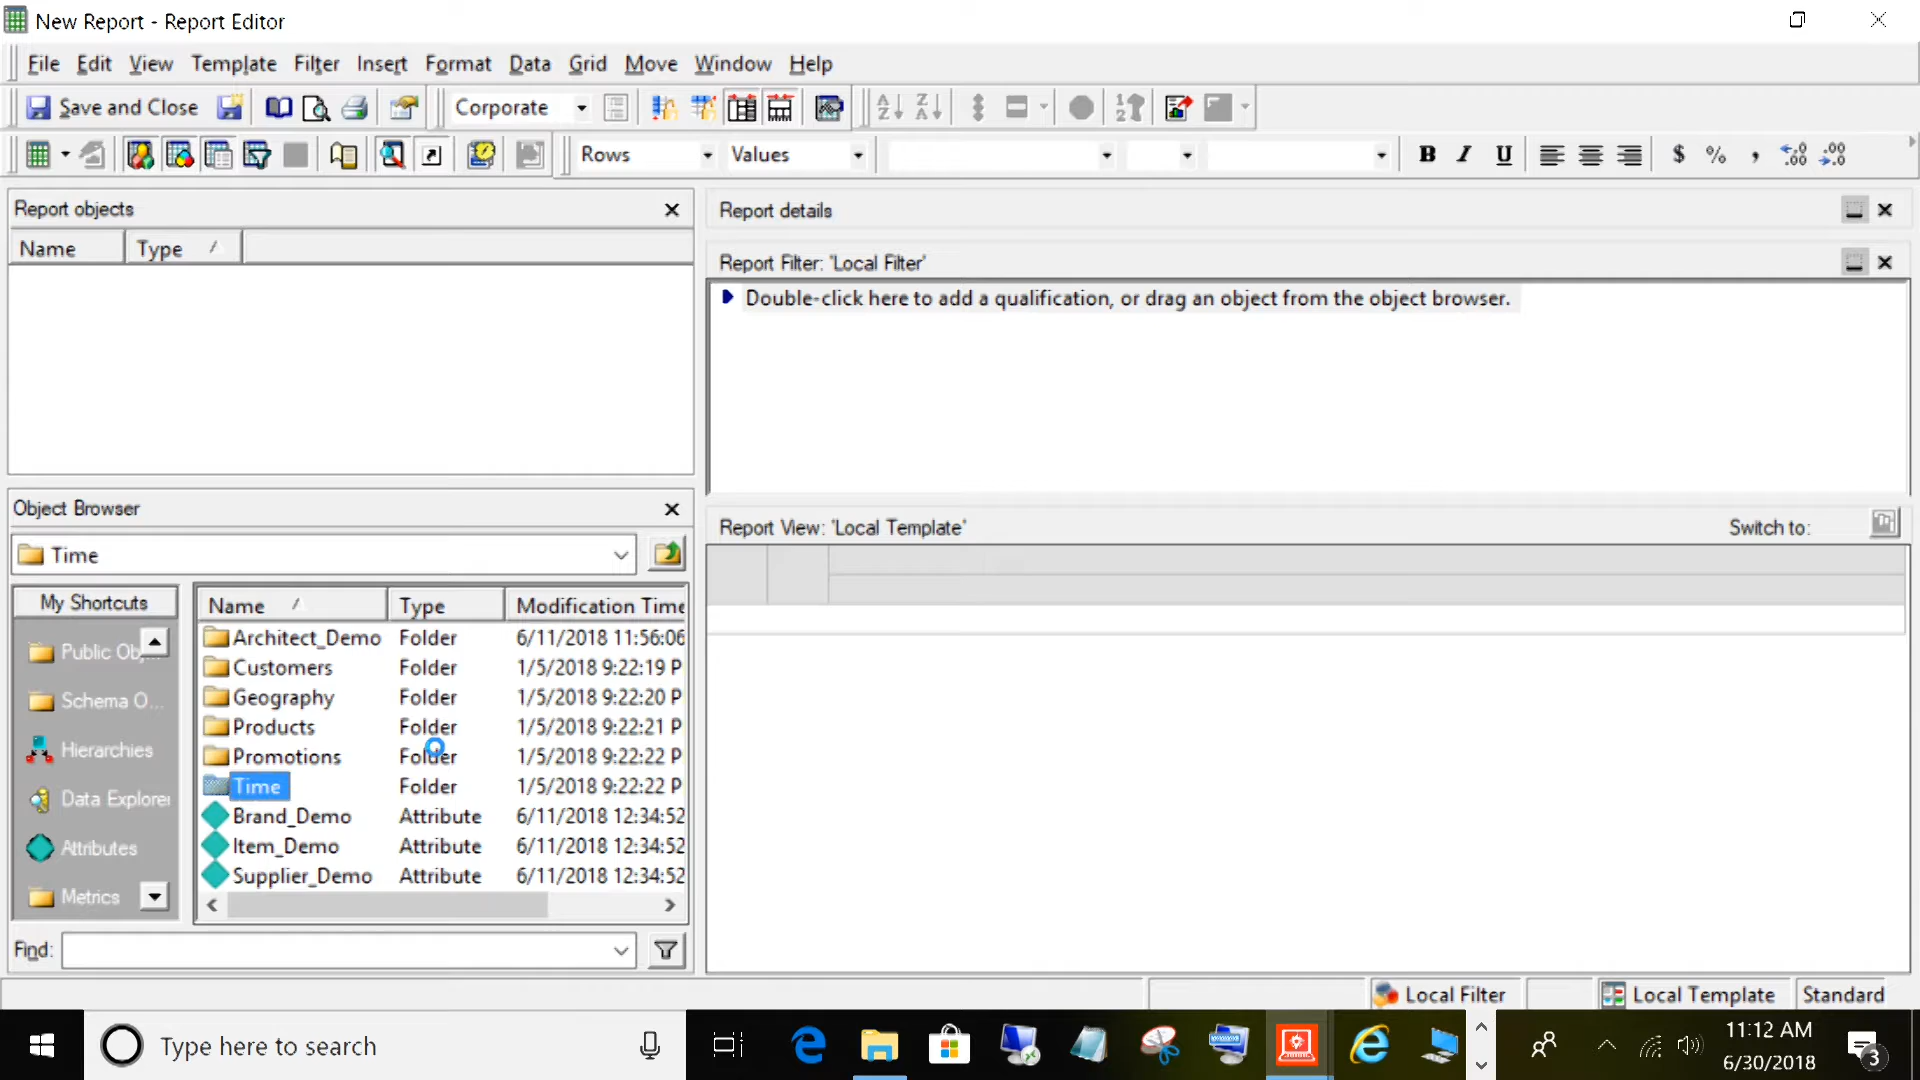 New Report - Report Editor
File Edit View Template Filter Insert Format Data Grid Move Window Help
Save and Close Corporate
Rows Values B I U $ % , .00 .00
Report objects
Name Type
Report details
Report Filter: 'Local Filter'
Double-click here to add a qualification, or drag an object from the object browser.
Object Browser
Time
My Shortcuts
Public Ob...
Schema O...
Hierarchies
Data Explorer
Attributes
Metrics
Name Type Modification Time
Architect_Demo Folder 6/11/2018 11:56:06
Customers Folder 1/5/2018 9:22:19 P
Geography Folder 1/5/2018 9:22:20 P
Products Folder 1/5/2018 9:22:21 P
Promotions Folder 1/5/2018 9:22:22 P
Time Folder 1/5/2018 9:22:22 P
Brand_Demo Attribute 6/11/2018 12:34:52
Item_Demo Attribute 6/11/2018 12:34:52
Supplier_Demo Attribute 6/11/2018 12:34:52
Find:
Report View: 'Local Template'
Switch to:
Local Filter Local Template Standard
Type here to search
11:12 AM
6/30/2018
3